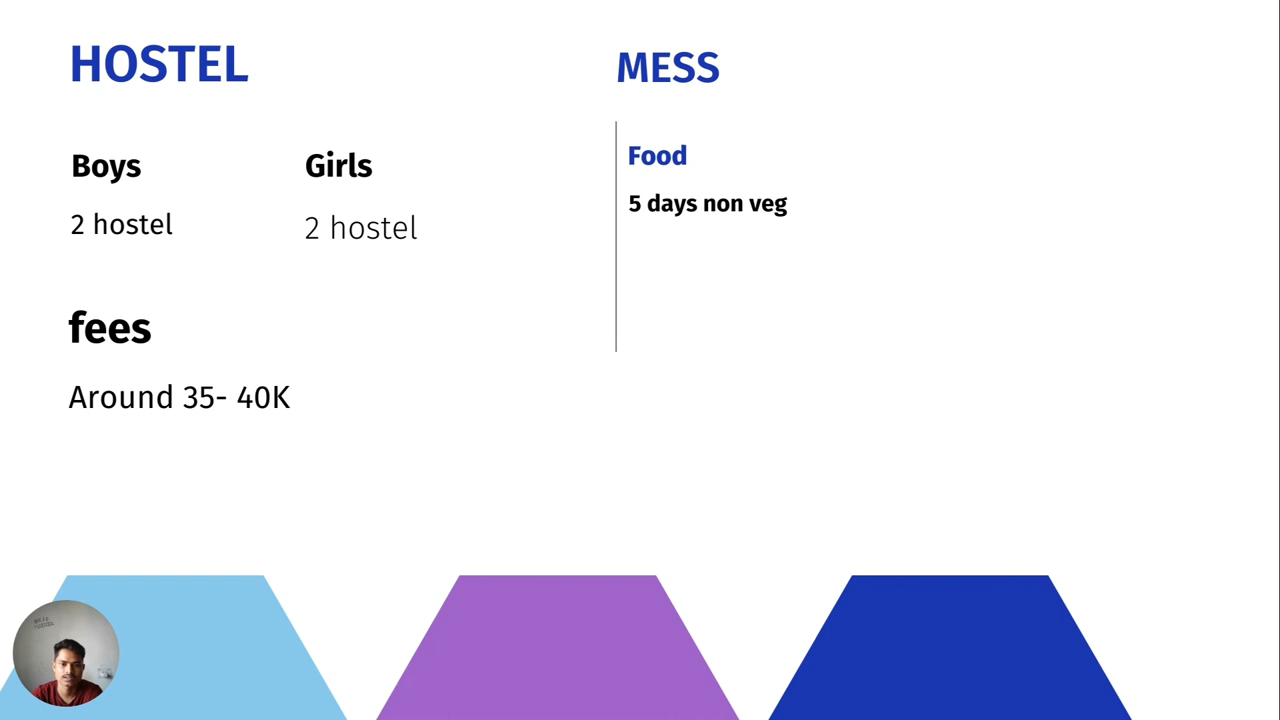 HOSTEL
Boys
Girls
2 hostel
2 hostel
fees
Around 35- 40K
MESS
Food
5 days non veg